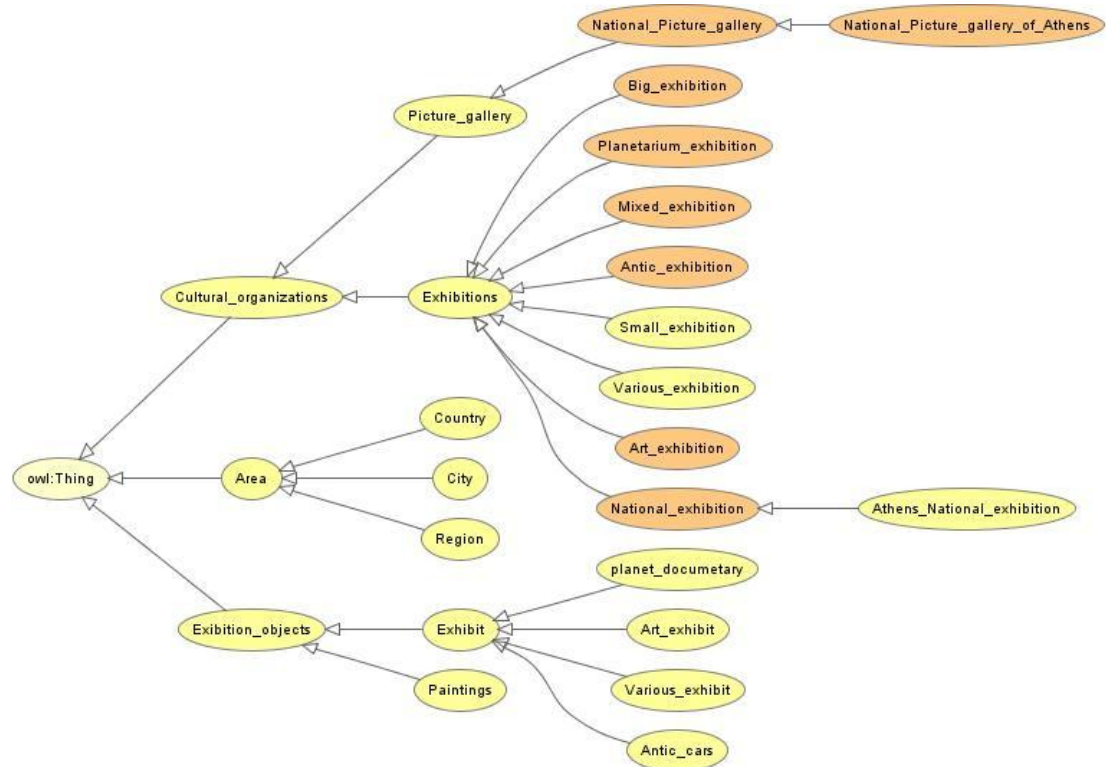 National_Picture_gallery
National_Picture_gallery_of_Athens
Big_exhibition
Picture_gallery
Planetarium_exhibition
Mixed_exhibition
Antic_exhibition
Cultural_organizations
Exhibitions
Small_exhibition
Various_exhibition
Country
Art_exhibition
owl:Thing
Area
City
National_exhibition
Athens_National_exhibition
Region
planet_documetary
Exibition_objects
Exhibit
Art_exhibit
Paintings
Various_exhibit
Antic_cars